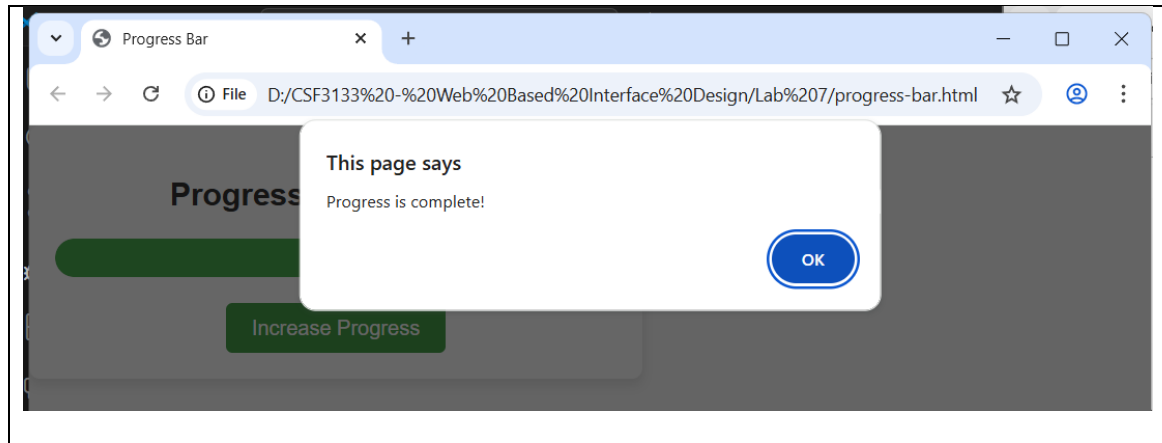 Progress Bar
File D:/CSF3133%20-%20Web%20Based%20Interface%20Design/Lab%207/progress-bar.html
This page says
Progress is complete!
OK
Progress
Increase Progress